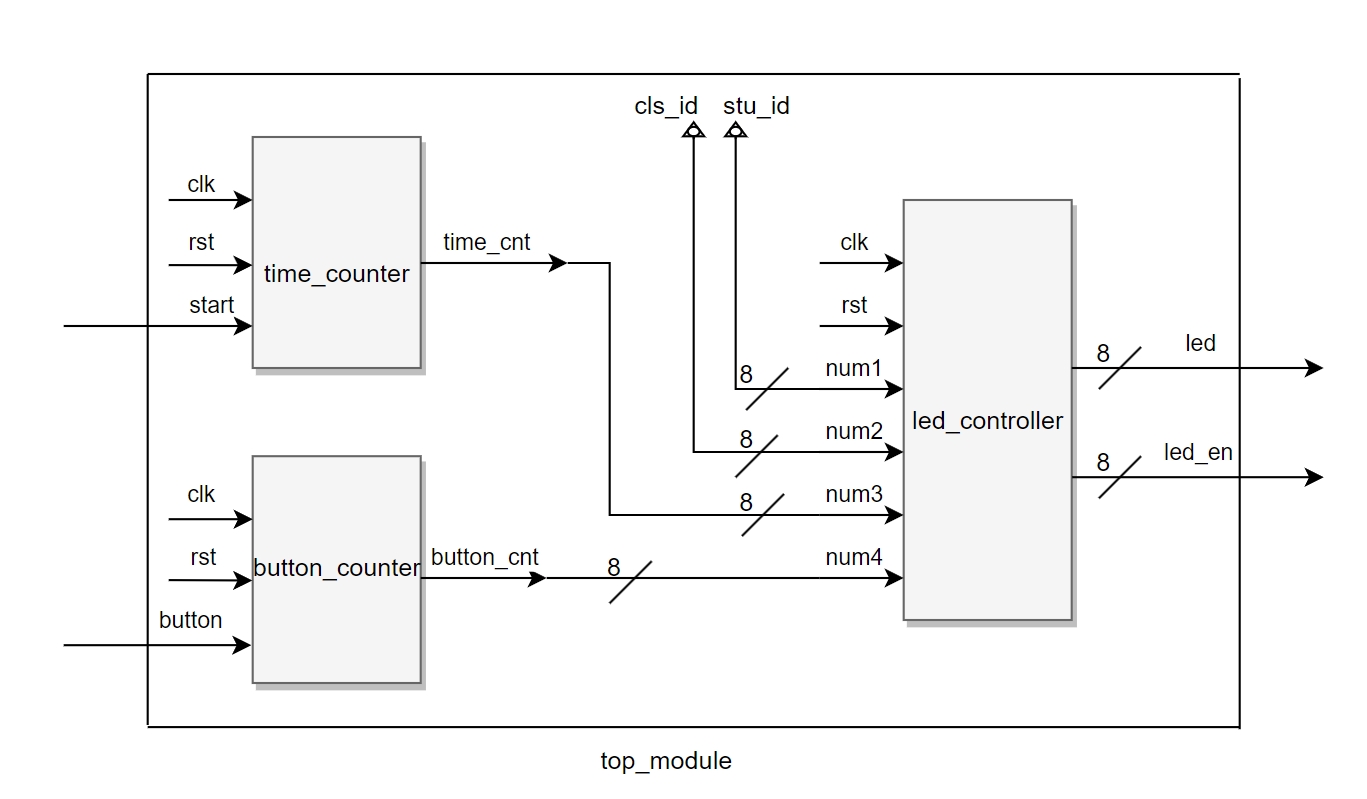 cls_id stu_id
clk
rst
start
time_counter
time_cnt
clk
rst
button
button_counter
button_cnt
8
8 num1
8 num2
8 num3
num4
clk
rst
led_controller
8 led
8 led_en
top_module